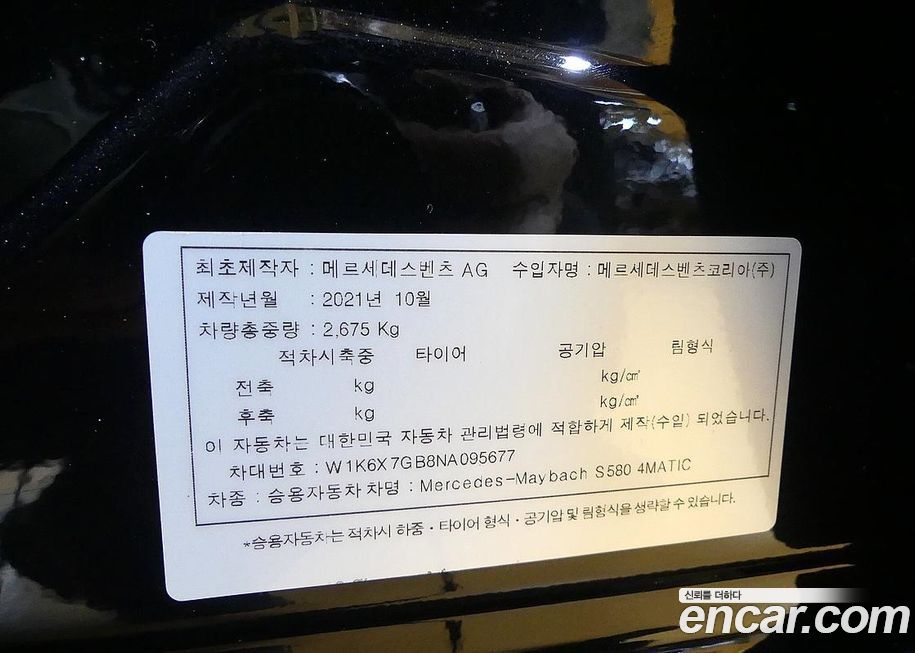 최초제작자 : 메르세데스벤츠 AG 수입자명 : 메르세데스벤츠코리아(주)
제작년월 : 2021년 10월
차량총중량 : 2,675 Kg
적차시축중 타이어 공기압 림형식
전축 kg kg/㎠
후축 kg kg/㎠
이 자동차는 대한민국 자동차 관리법령에 적합하게 제작(수입) 되었습니다.
차대번호 : W1K6X7GB8NA095677
차종 : 승용자동차 차명 : Mercedes-Maybach S580 4MATIC
*승용자동차는 적차시 하중·타이어 형식·공기압 및 림형식을 생략할 수 있습니다.
신뢰를 더하다
encar.com